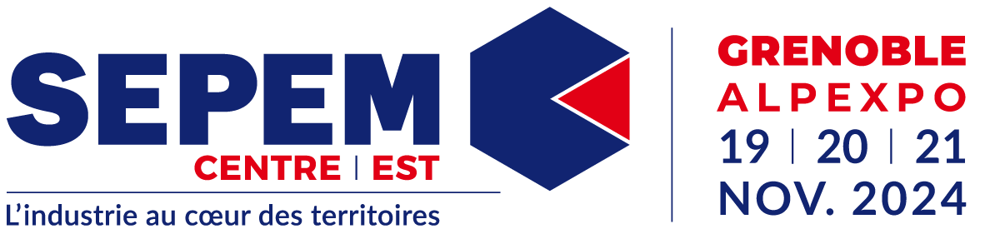 SEPEM
CENTRE | EST
L'industrie au cœur des territoires
GRENOBLE
ALPEXPO
19 | 20 | 21
NOV. 2024